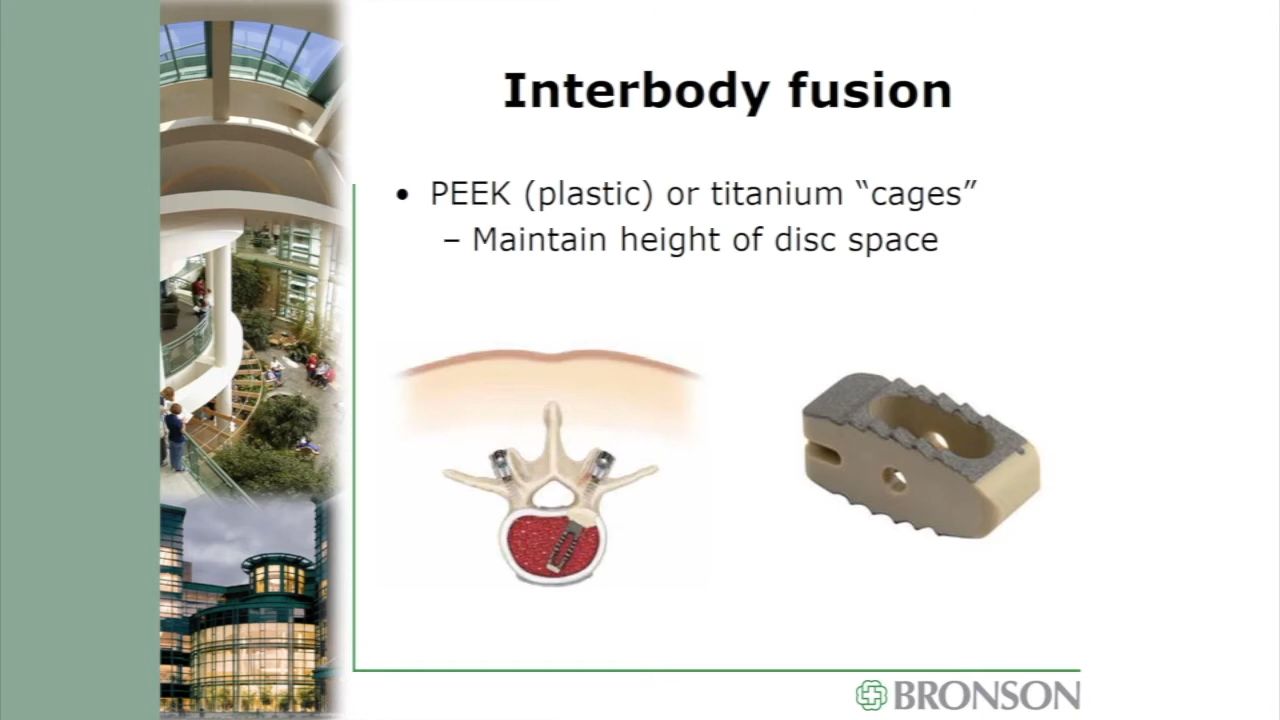 Interbody fusion
• PEEK (plastic) or titanium “cages”
– Maintain height of disc space
BRONSON